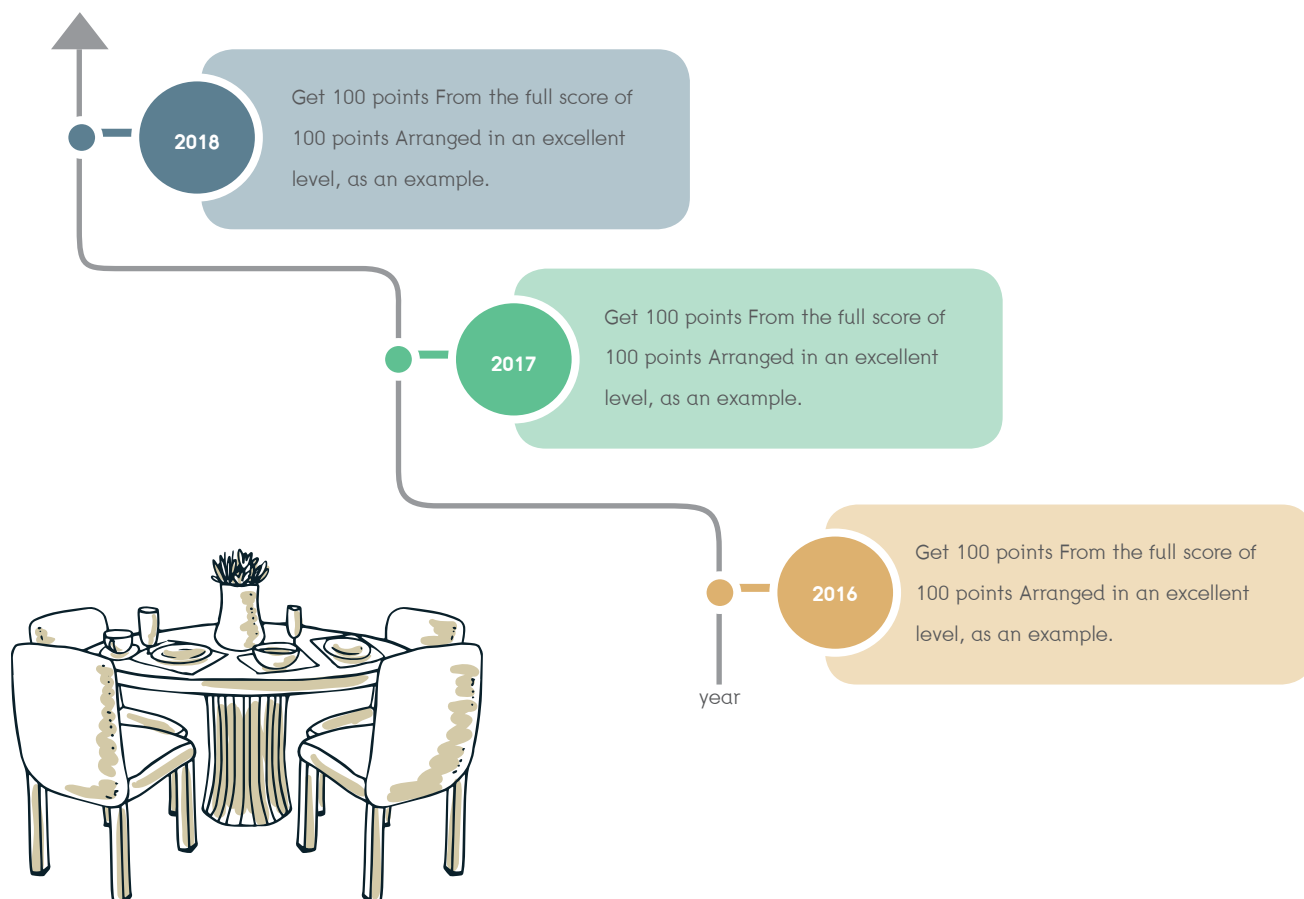 2018
Get 100 points From the full score of
100 points Arranged in an excellent
level, as an example.
2017
Get 100 points From the full score of
100 points Arranged in an excellent
level, as an example.
2016
Get 100 points From the full score of
100 points Arranged in an excellent
level, as an example.
year